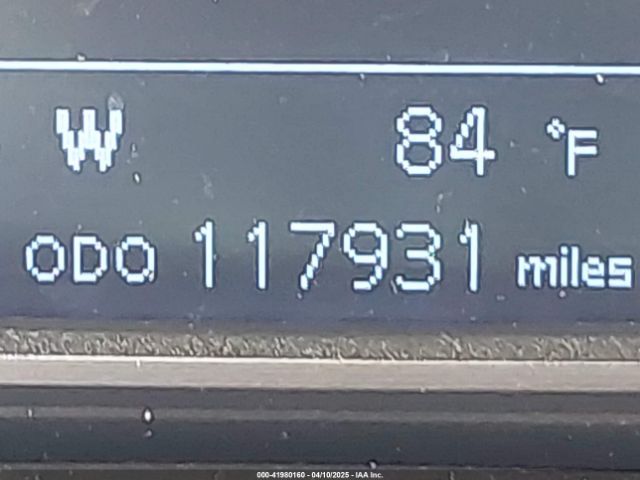 W 84 °F
ODO 117931 miles
000-41980160 - 04/10/2025 - IAA Inc.